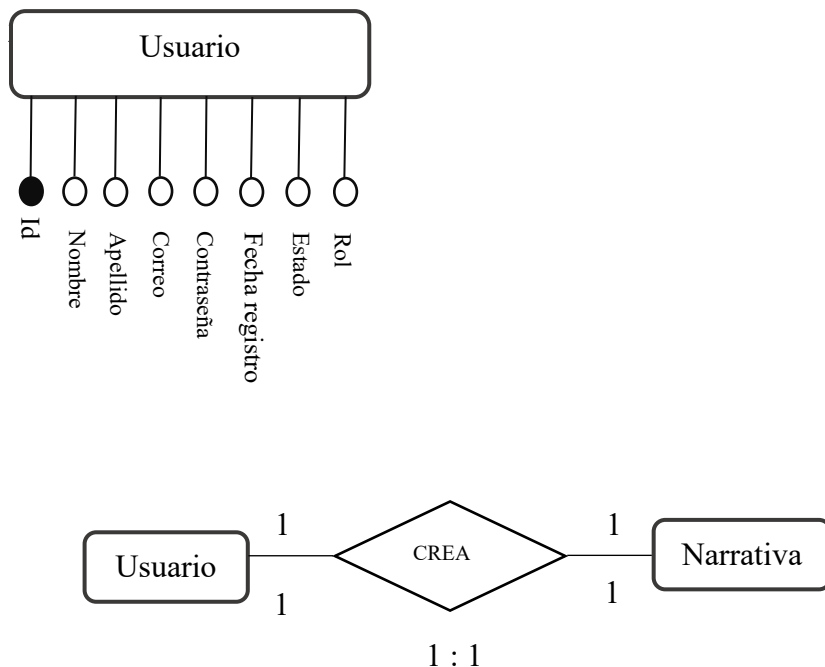 Usuario
Id
Nombre
Apellido
Correo
Contraseña
Fecha registro
Estado
Rol
1
1
Usuario
CREA
Narrativa
1
1
1 : 1